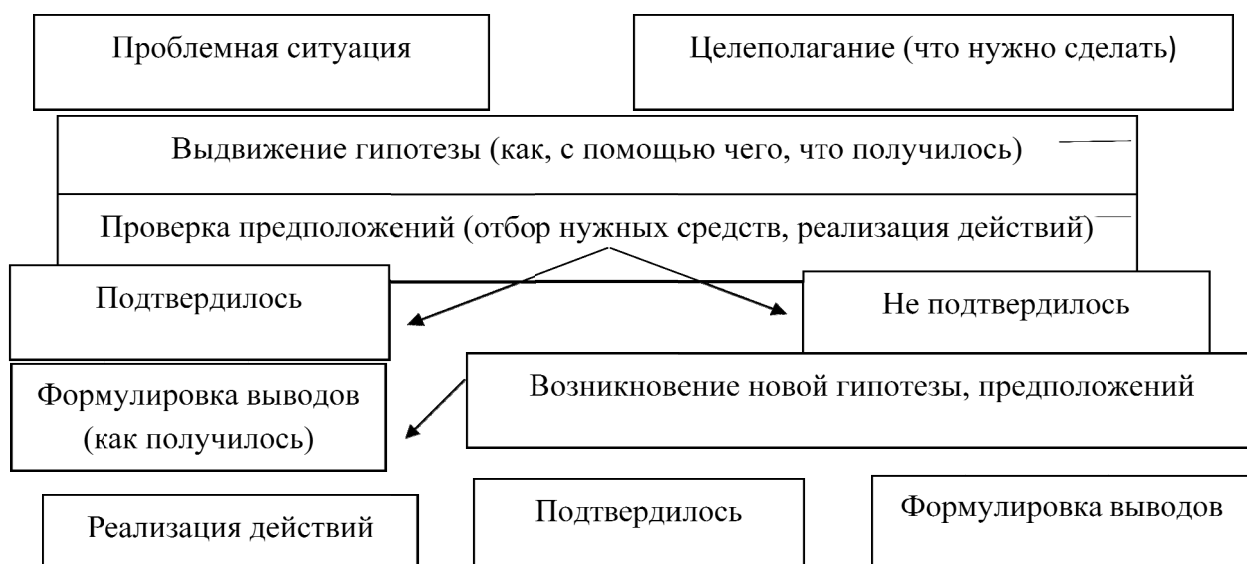 Проблемная ситуация
Целеполагание (что нужно сделать)
Выдвижение гипотезы (как, с помощью чего, что получилось)
Проверка предположений (отбор нужных средств, реализация действий)
Подтвердилось
Не подтвердилось
Формулировка выводов
(как получилось)
Возникновение новой гипотезы, предположений
Реализация действий
Подтвердилось
Формулировка выводов